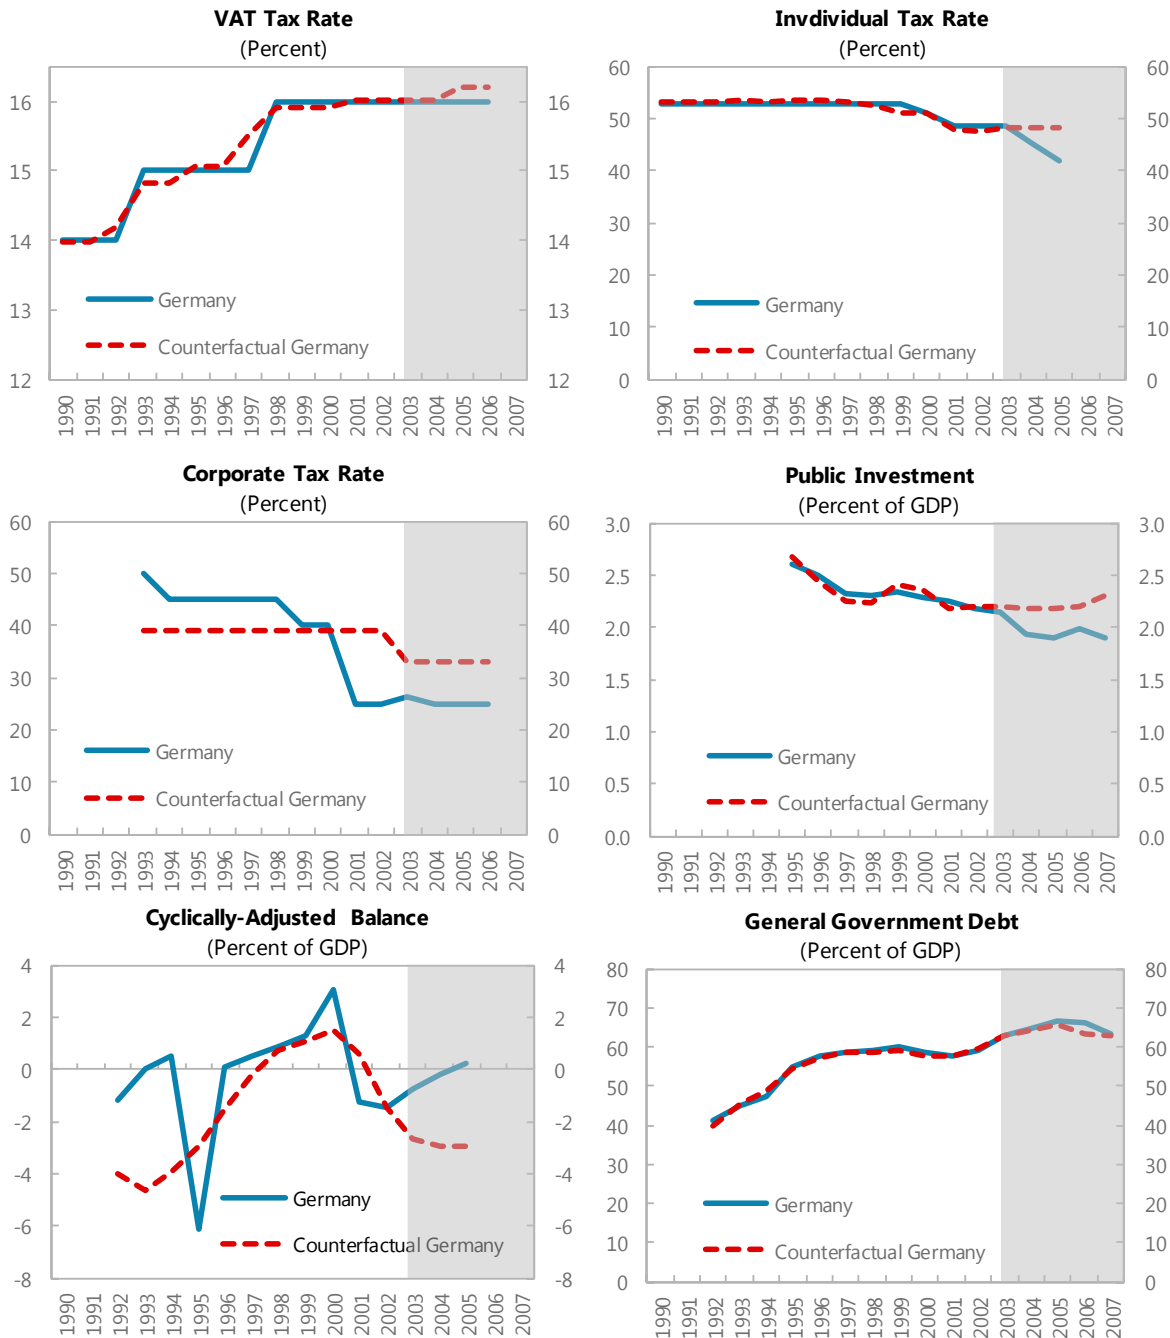 VAT Tax Rate
(Percent)
16
15
14
13
12
16
15
14
13
12
Germany
Counterfactual Germany
1990 1991 1992 1993 1994 1995 1996 1997 1998 1999 2000 2001 2002 2003 2004 2005 2006 2007
Invdividual Tax Rate
(Percent)
60
50
40
30
20
10
0
60
50
40
30
20
10
0
Germany
Counterfactual Germany
1990 1991 1992 1993 1994 1995 1996 1997 1998 1999 2000 2001 2002 2003 2004 2005 2006 2007
Corporate Tax Rate
(Percent)
60
50
40
30
20
10
0
60
50
40
30
20
10
0
Germany
Counterfactual Germany
1990 1991 1992 1993 1994 1995 1996 1997 1998 1999 2000 2001 2002 2003 2004 2005 2006 2007
Public Investment
(Percent of GDP)
3.0
2.5
2.0
1.5
1.0
0.5
0.0
3.0
2.5
2.0
1.5
1.0
0.5
0.0
Germany
Counterfactual Germany
1990 1991 1992 1993 1994 1995 1996 1997 1998 1999 2000 2001 2002 2003 2004 2005 2006 2007
Cyclically-Adjusted Balance
(Percent of GDP)
4
2
0
-2
-4
-6
-8
4
2
0
-2
-4
-6
-8
Germany
Counterfactual Germany
1990 1991 1992 1993 1994 1995 1996 1997 1998 1999 2000 2001 2002 2003 2004 2005 2006 2007
General Government Debt
(Percent of GDP)
80
70
60
50
40
30
20
10
0
80
70
60
50
40
30
20
10
0
Germany
Counterfactual Germany
1990 1991 1992 1993 1994 1995 1996 1997 1998 1999 2000 2001 2002 2003 2004 2005 2006 2007